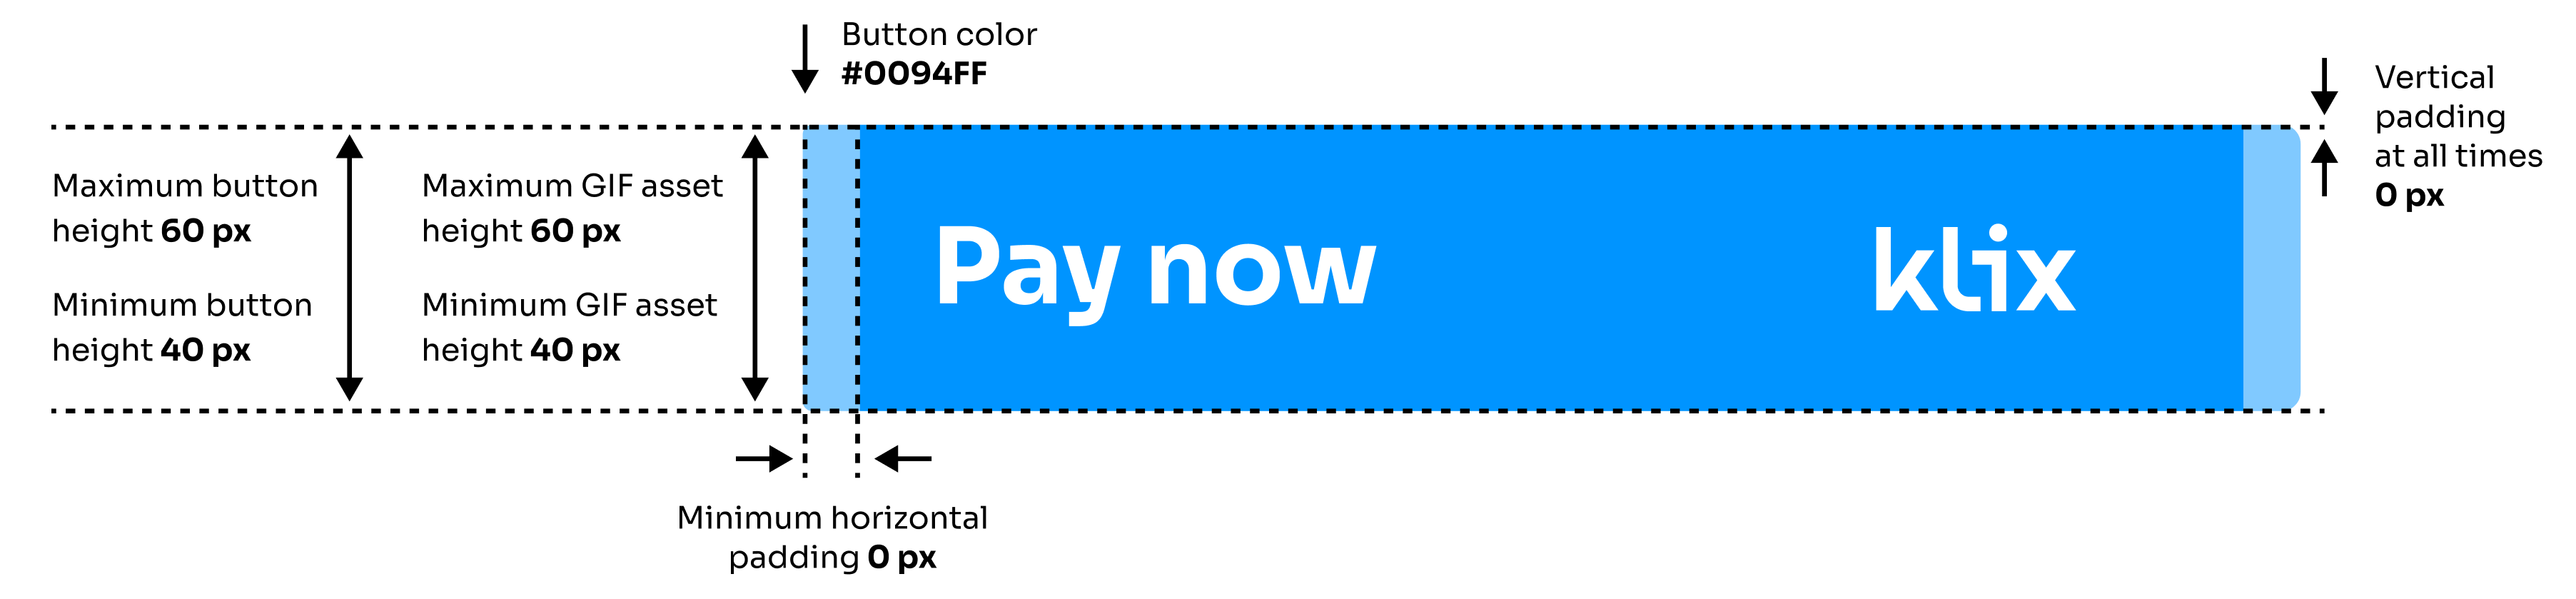 Button color
#0094FF
Vertical
padding
at all times
0 px
Maximum button
height 60 px
Minimum button
height 40 px
Maximum GIF asset
height 60 px
Minimum GIF asset
height 40 px
Pay now
klix
Minimum horizontal
padding 0 px